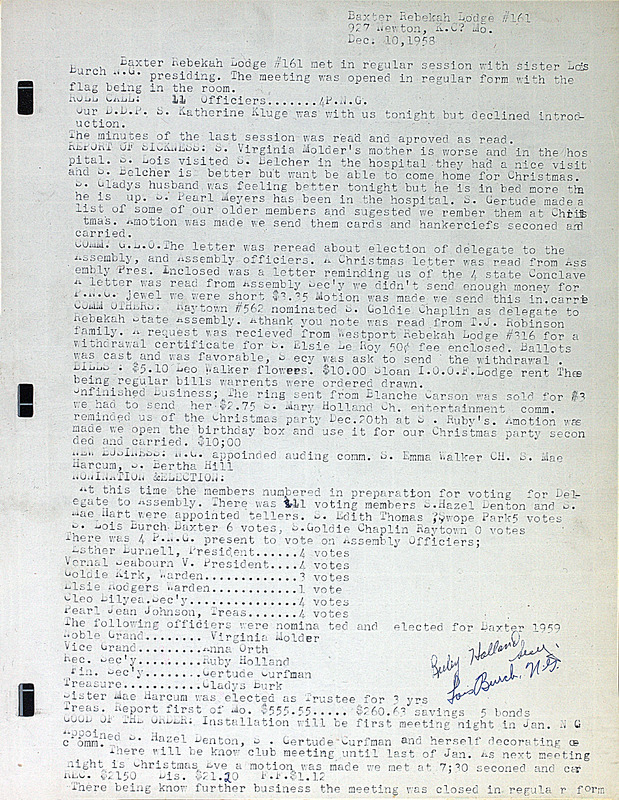 Baxter Rebekah Lodge #161
927 Newton, K.C? Mo.
Dec. 10,1958
Baxter Rebekah Lodge #161 met in regular session with sister Lois
Burch N.G. presiding. The meeting was opened in regular form with the
flag being in the room.
ROLL CALL: 11 Officiers.......4P.N.G.
Our D.D.P. S. Katherine Kluge was with us tonight but declined introd-
uction.
The minutes of the last session was read and aproved as read.
REPORT OF SICKNESS: S. Virginia Molder's mother is worse and in the hos
pital. S. Lois visited S. Belcher in the hospital they had a nice visit
and S. Belcher is better but want be able to come home for Christmas.
S. Gladys husband was feeling better tonight but he is in bed more th
he is up. S. Pearl Meyers has been in the hospital. S. Gertude made a
list of some of our older members and sugested we rember them at Chris
tmas. Amotion was made we send them cards and hankerciefs seconed and
carried.
COMM. G.L.O.The letter was reread about election of delegate to the
Assembly, and Assembly officiers. A Christmas letter was read from Ass
embly Pres. Enclosed was a letter reminding us of the 4 state Conclave
A letter was read from Assembly Sec'y we didn't send enough money for
P.N.G. jewel we were short $3.35 Motion was made we send this in.carrie
COMM OTHERS: Raytown #562 nominated S. Goldie Chaplin as delegate to
Rebekah State Assembly. Athank you note was read from T.J. Robinson
family. A request was recieved from Westport Rebekah Lodge #316 for a
withdrawal certificate for S. Elsie Le Roy 50¢ fee enclosed. Ballots
was cast and was favorable, S ecy was ask to send the withdrawal
BILLS : $5.10 Leo Walker flowers. $10.00 Sloan I.O.O.F.Lodge rent Thee
being regular bills warrents were ordered drawn.
Unfinished Business; The ring sent from Blanche Carson was sold for $3
we had to send her $2.75 S. Mary Holland Ch. entertainment comm.
reminded us of the Christmas party Dec.20th at S . Ruby's. Amotion was
made we open the birthday box and use it for our Christmas party secon
ded and carried. $10;00
NEW BUSINESS: N.G. appoinded auding comm. S. Emma Walker CH. S. Mae
Harcum, S. Bertha Hill
NOMINATION &ELECTION:
At this time the members numbered in preparation for voting for Del-
egate to Assembly. There was 11 voting members S.Hazel Denton and S.
Mae Hart were appointed tellers. S. Edith Thomas ,Swope Park5 votes
S. Lois Burch Baxter 6 votes, S.Goldie Chaplin Raytown 0 votes
There was 4 P.N.G. present to vote on Assembly Officiers;
Esther Burnell, President......4 votes
Vernal Seabourn V. President....4 votes
Goldie Kirk, Warden.............3 votes
Elsie Rodgers Warden............1 vote
Cleo Bilyea.Sec'y...............4 votes
Pearl Jean Johnson, Treas.......4 votes
The following offidiers were nomina ted and elected for Baxter 1959
Noble Grand....... Virginia Molder
Vice Grand........Anna Orth
Rec. Sec'y........Ruby Holland
Fin. Sec'y........Gertude Curfman
Treasure..........Gladys Burk
Ruby Holland Secr.
Lois Burch, N.G.
Sister Mae Harcum was elected as Trustee for 3 yrs
Treas. Report first of Mo. $555.55.... $260.63 savings 5 bonds
GOOD OF THE ORDER: Installation will be first meeting night in Jan. N G
Appoined S. Hazel Denton, S . Gertude Curfman and herself decorating
c omm. There will be know club meeting until last of Jan. As next meeting
night is Christmas Eve a motion was made we met at 7;30 seconed and car
REC. $2150 Dis. $21.20 F.F.$1.12
There being know further business the meeting was closed in regula r form